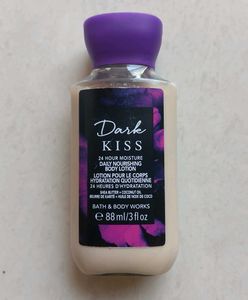 Dark
KISS
24 HOUR MOISTURE
DAILY NOURISHING
BODY LOTION
LOTION POUR LE CORPS
HYDRATATION QUOTIDIENNE
24 HEURES D'HYDRATATION
SHEA BUTTER + COCONUT OIL
BEURRE DE KARITÉ + HUILE DE NOIX DE COCO
BATH & BODY WORKS
℮ 88 ml/3 fl oz